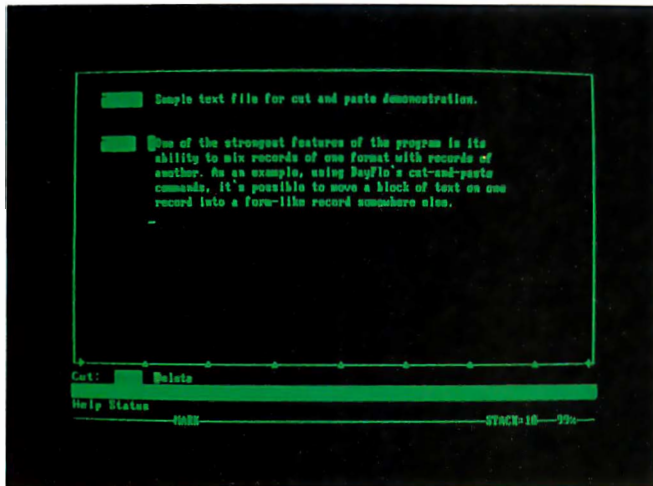 Sample text file for cut and paste demonstration.
One of the strongest features of the program is its
ability to mix records of one format with records of
another. As an example, using DayFlo's cut-and-paste
commands, it's possible to move a block of text on one
record into a form-like record somewhere else.
Cut: Delete
Help Status
MARK STACK=10 99%